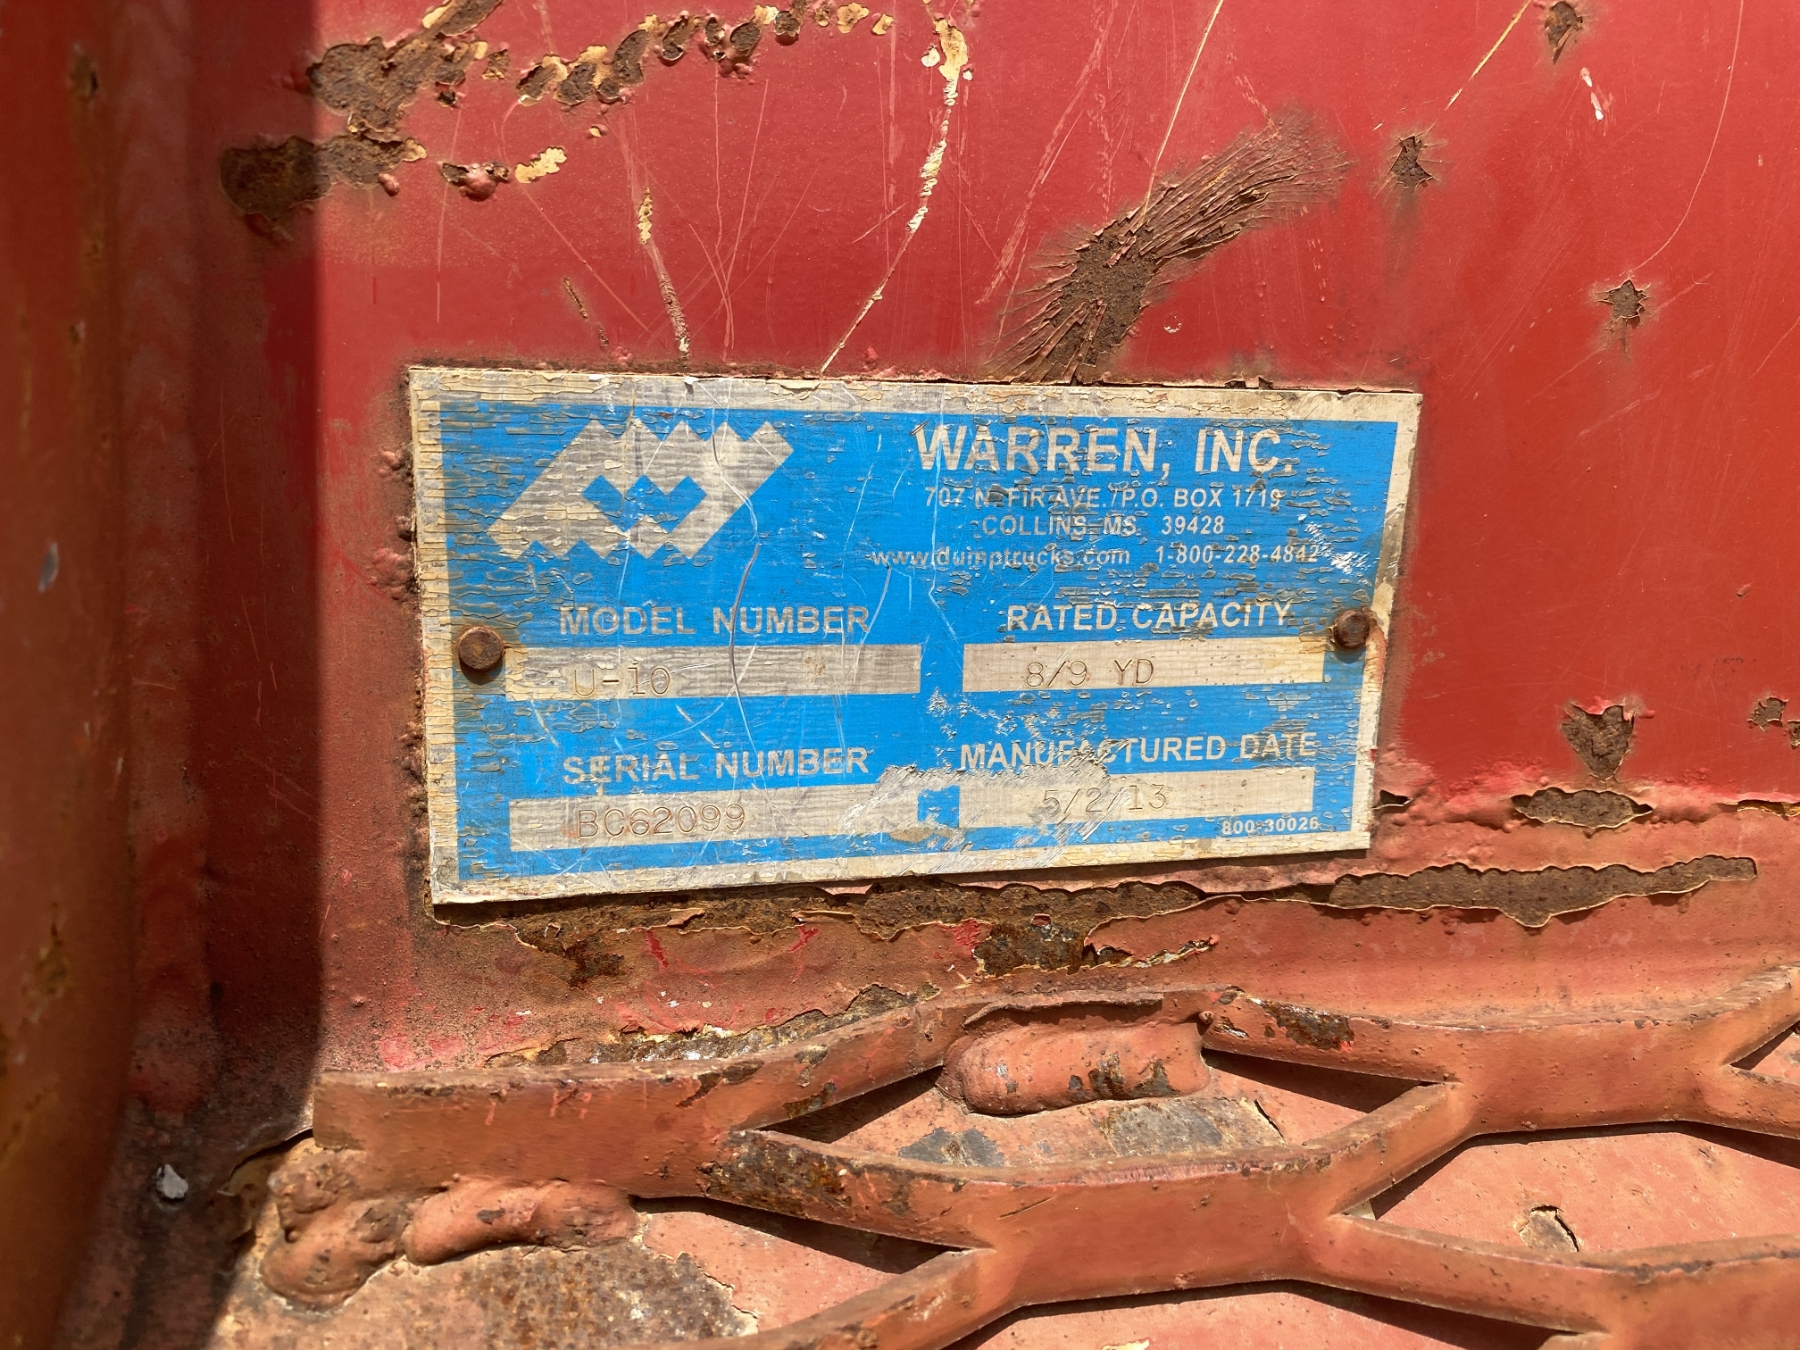 WARREN, INC.
707 N. FIR AVE. /P.O. BOX 1719
COLLINS, MS. 39428
www.dumptrucks.com 1-800-228-4842
MODEL NUMBER
U-10
RATED CAPACITY
8/9 YD
SERIAL NUMBER
BC62099
MANUFACTURED DATE
5/2/13
800-30026